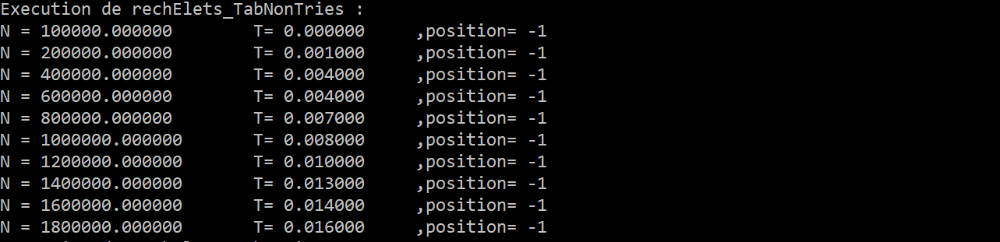 Execution de rechElets_TabNonTries :
N = 100000.000000 T= 0.000000 ,position= -1
N = 200000.000000 T= 0.001000 ,position= -1
N = 400000.000000 T= 0.004000 ,position= -1
N = 600000.000000 T= 0.004000 ,position= -1
N = 800000.000000 T= 0.007000 ,position= -1
N = 1000000.000000 T= 0.008000 ,position= -1
N = 1200000.000000 T= 0.010000 ,position= -1
N = 1400000.000000 T= 0.013000 ,position= -1
N = 1600000.000000 T= 0.014000 ,position= -1
N = 1800000.000000 T= 0.016000 ,position= -1